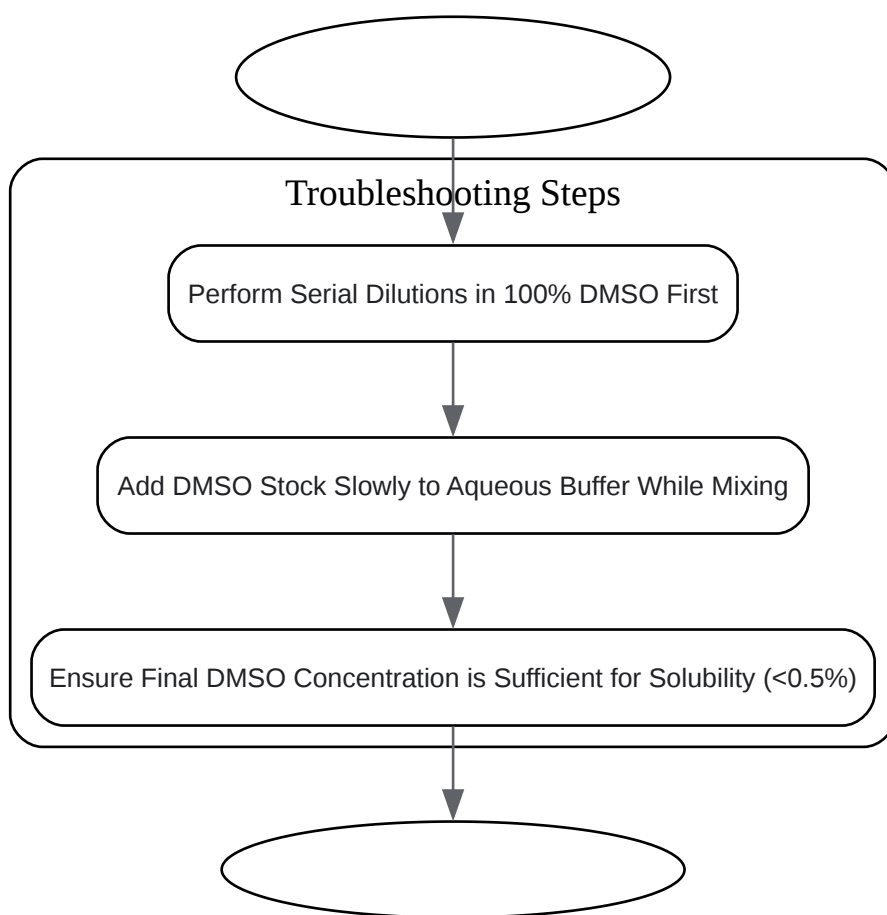 Troubleshooting Steps
Perform Serial Dilutions in 100% DMSO First
Add DMSO Stock Slowly to Aqueous Buffer While Mixing
Ensure Final DMSO Concentration is Sufficient for Solubility (<0.5%)